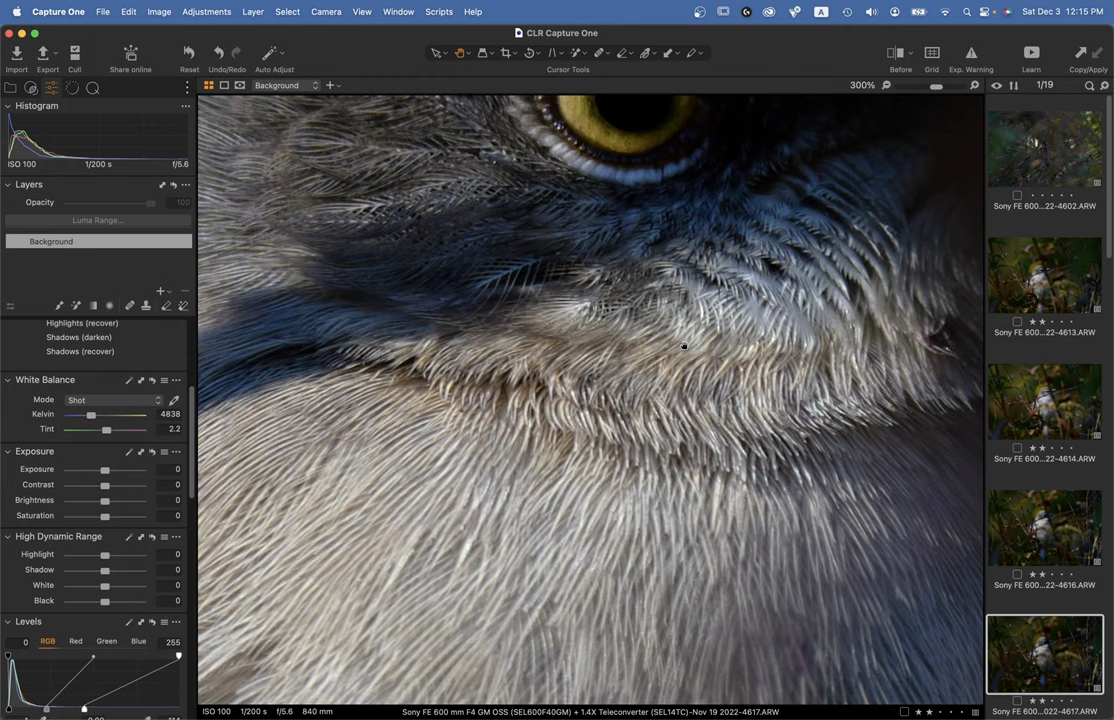 Capture One File Edit Image Adjustments Layer Select Camera View Window Scripts Help
A Sat Dec 3 12:15 PM
CLR Capture One
Import Export Cull Share online Reset Undo/Redo Auto Adjust Cursor Tools Before Grid Exp. Warning Learn Copy/Apply
Background
300%
1/19
Histogram
ISO 100 1/200 s f/5.6
Layers
Opacity 100
Luma Range...
Background
Highlights (recover)
Shadows (darken)
Shadows (recover)
White Balance
Mode Shot
Kelvin 4838
Tint 2.2
Exposure
Exposure 0
Contrast 0
Brightness 0
Saturation 0
High Dynamic Range
Highlight 0
Shadow 0
White 0
Black 0
Levels
0 RGB Red Green Blue 255
Sony FE 600...22-4602.ARW
Sony FE 600...22-4613.ARW
Sony FE 600...22-4614.ARW
Sony FE 600...22-4616.ARW
Sony FE 600...022-4617.ARW
ISO 100 1/200 s f/5.6 840 mm Sony FE 600 mm F4 GM OSS (SEL600F40GM) + 1.4X Teleconverter (SEL14TC)-Nov 19 2022-4617.ARW